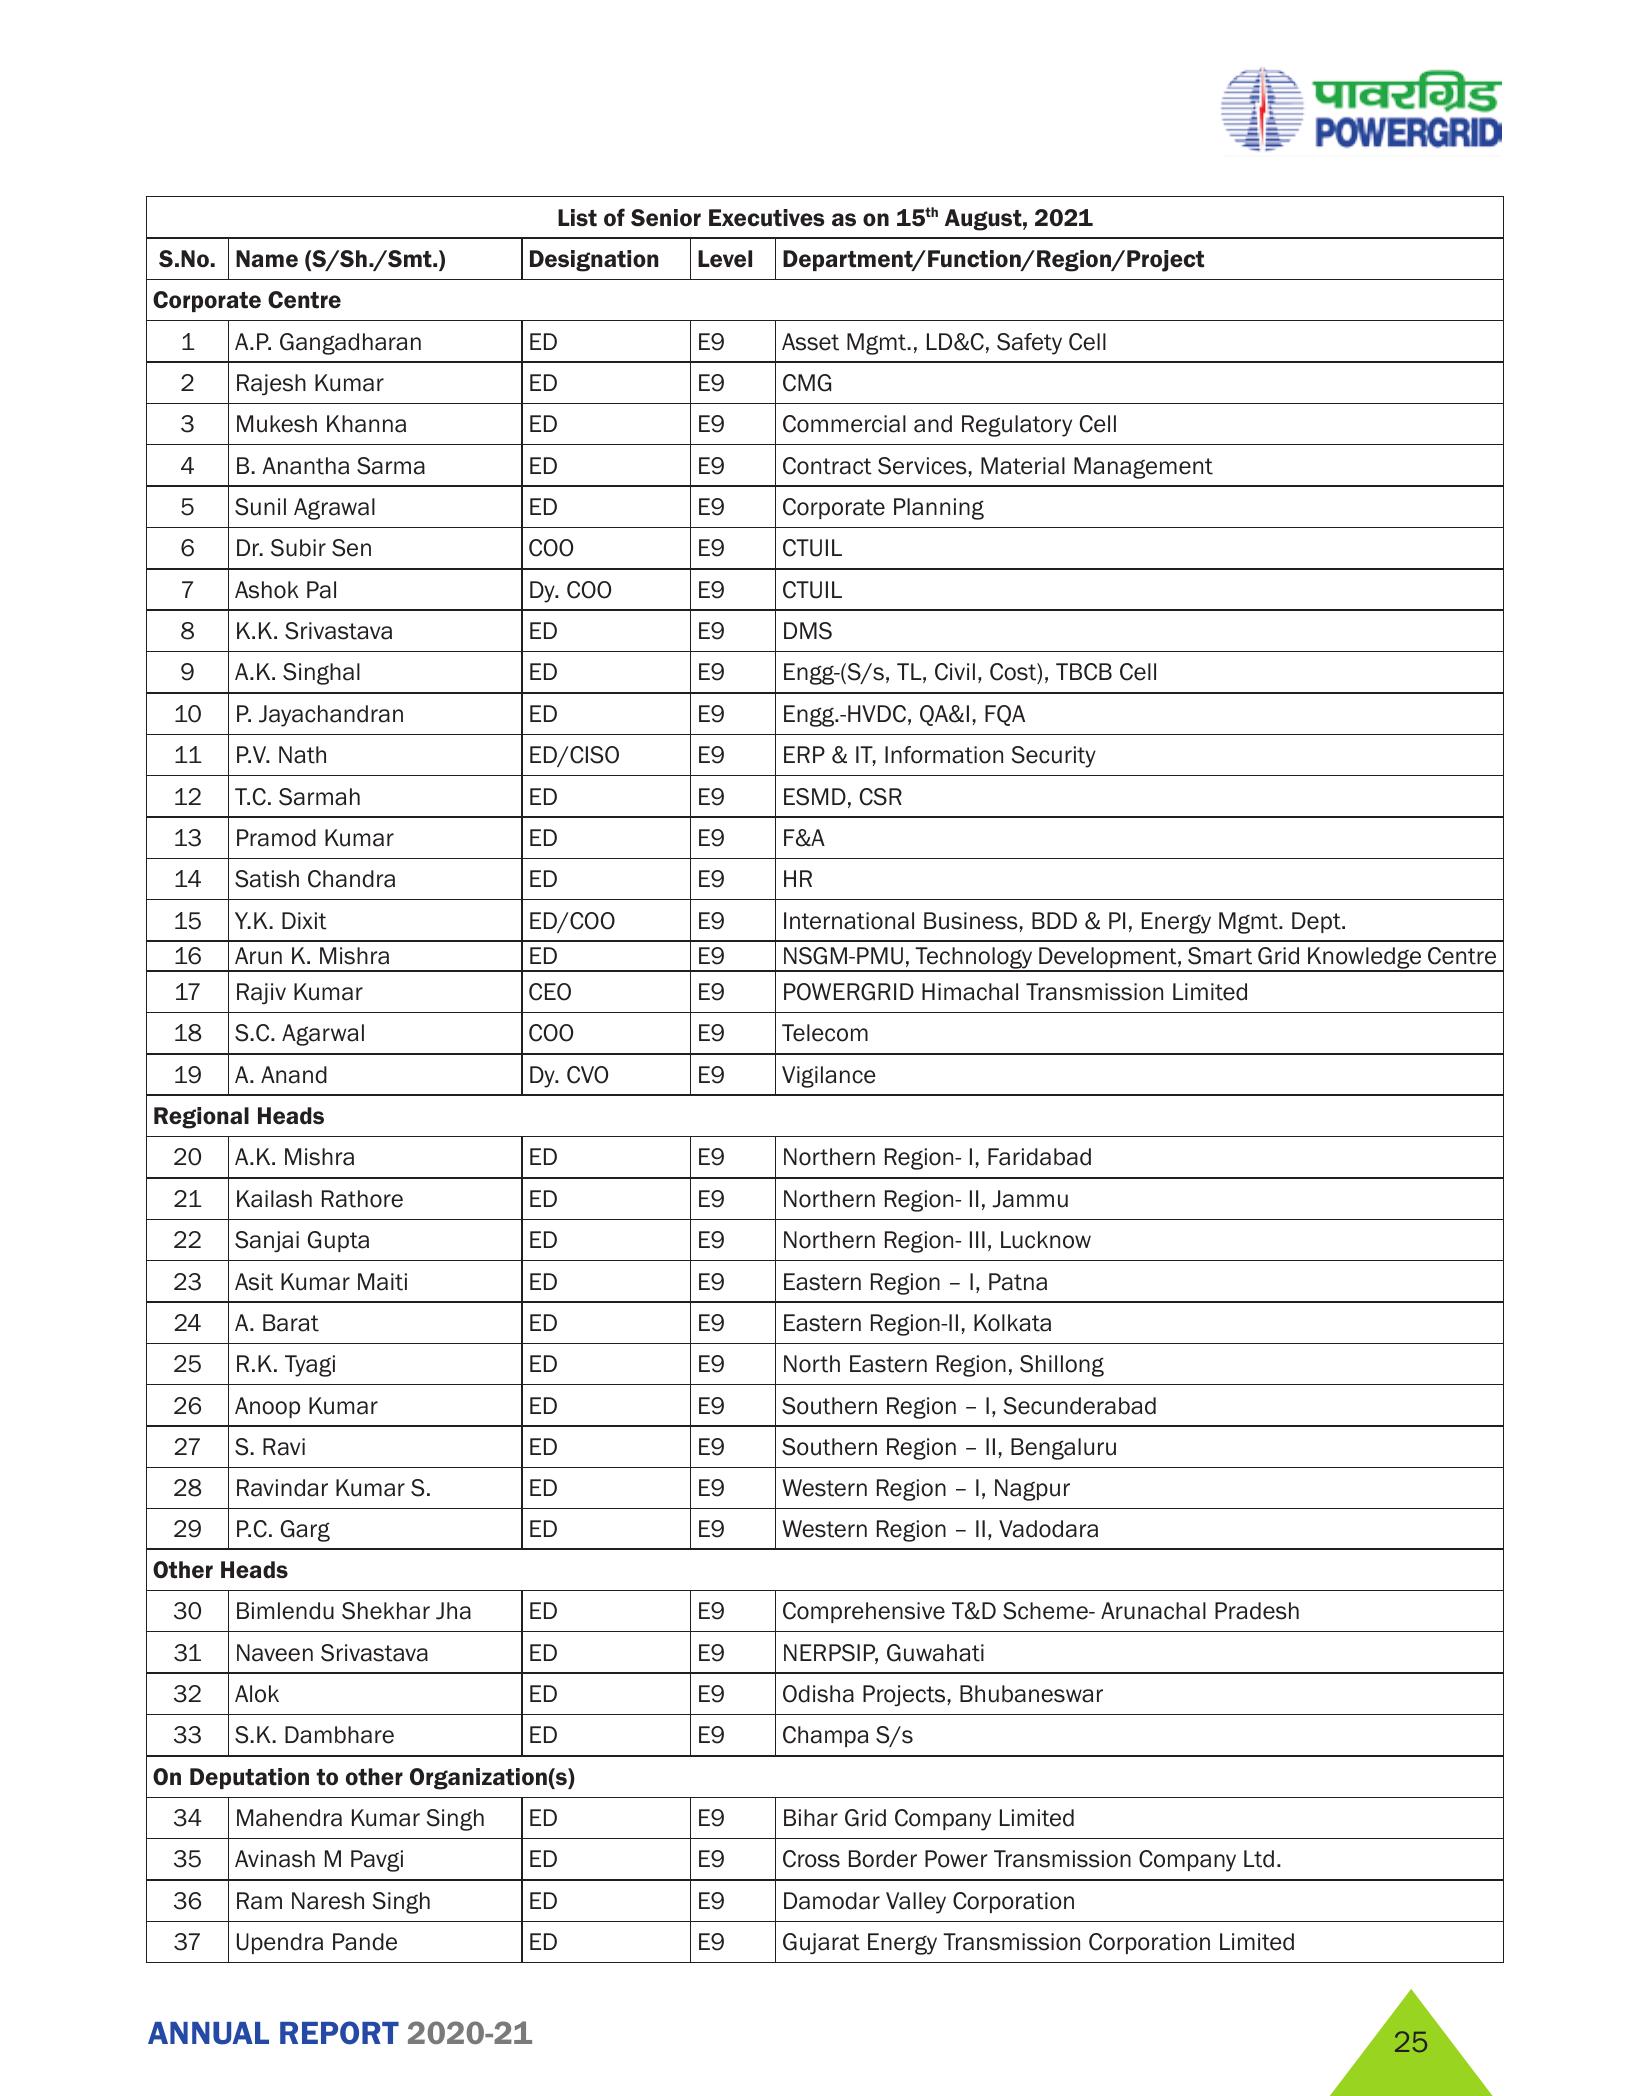 पावरग्रिड
POWERGRID
List of Senior Executives as on 15th August, 2021
S.No. Name (S/Sh./Smt.) Designation Level Department/Function/Region/Project
Corporate Centre
1 A.P. Gangadharan ED E9 Asset Mgmt., LD&C, Safety Cell
2 Rajesh Kumar ED E9 CMG
3 Mukesh Khanna ED E9 Commercial and Regulatory Cell
4 B. Anantha Sarma ED E9 Contract Services, Material Management
5 Sunil Agrawal ED E9 Corporate Planning
6 Dr. Subir Sen COO E9 CTUIL
7 Ashok Pal Dy. COO E9 CTUIL
8 K.K. Srivastava ED E9 DMS
9 A.K. Singhal ED E9 Engg-(S/s, TL, Civil, Cost), TBCB Cell
10 P. Jayachandran ED E9 Engg.-HVDC, QA&I, FQA
11 P.V. Nath ED/CISO E9 ERP & IT, Information Security
12 T.C. Sarmah ED E9 ESMD, CSR
13 Pramod Kumar ED E9 F&A
14 Satish Chandra ED E9 HR
15 Y.K. Dixit ED/COO E9 International Business, BDD & PI, Energy Mgmt. Dept.
16 Arun K. Mishra ED E9 NSGM-PMU, Technology Development, Smart Grid Knowledge Centre
17 Rajiv Kumar CEO E9 POWERGRID Himachal Transmission Limited
18 S.C. Agarwal COO E9 Telecom
19 A. Anand Dy. CVO E9 Vigilance
Regional Heads
20 A.K. Mishra ED E9 Northern Region- I, Faridabad
21 Kailash Rathore ED E9 Northern Region- II, Jammu
22 Sanjai Gupta ED E9 Northern Region- III, Lucknow
23 Asit Kumar Maiti ED E9 Eastern Region – I, Patna
24 A. Barat ED E9 Eastern Region-II, Kolkata
25 R.K. Tyagi ED E9 North Eastern Region, Shillong
26 Anoop Kumar ED E9 Southern Region – I, Secunderabad
27 S. Ravi ED E9 Southern Region – II, Bengaluru
28 Ravindar Kumar S. ED E9 Western Region – I, Nagpur
29 P.C. Garg ED E9 Western Region – II, Vadodara
Other Heads
30 Bimlendu Shekhar Jha ED E9 Comprehensive T&D Scheme- Arunachal Pradesh
31 Naveen Srivastava ED E9 NERPSIP, Guwahati
32 Alok ED E9 Odisha Projects, Bhubaneswar
33 S.K. Dambhare ED E9 Champa S/s
On Deputation to other Organization(s)
34 Mahendra Kumar Singh ED E9 Bihar Grid Company Limited
35 Avinash M Pavgi ED E9 Cross Border Power Transmission Company Ltd.
36 Ram Naresh Singh ED E9 Damodar Valley Corporation
37 Upendra Pande ED E9 Gujarat Energy Transmission Corporation Limited
ANNUAL REPORT 2020-21
25